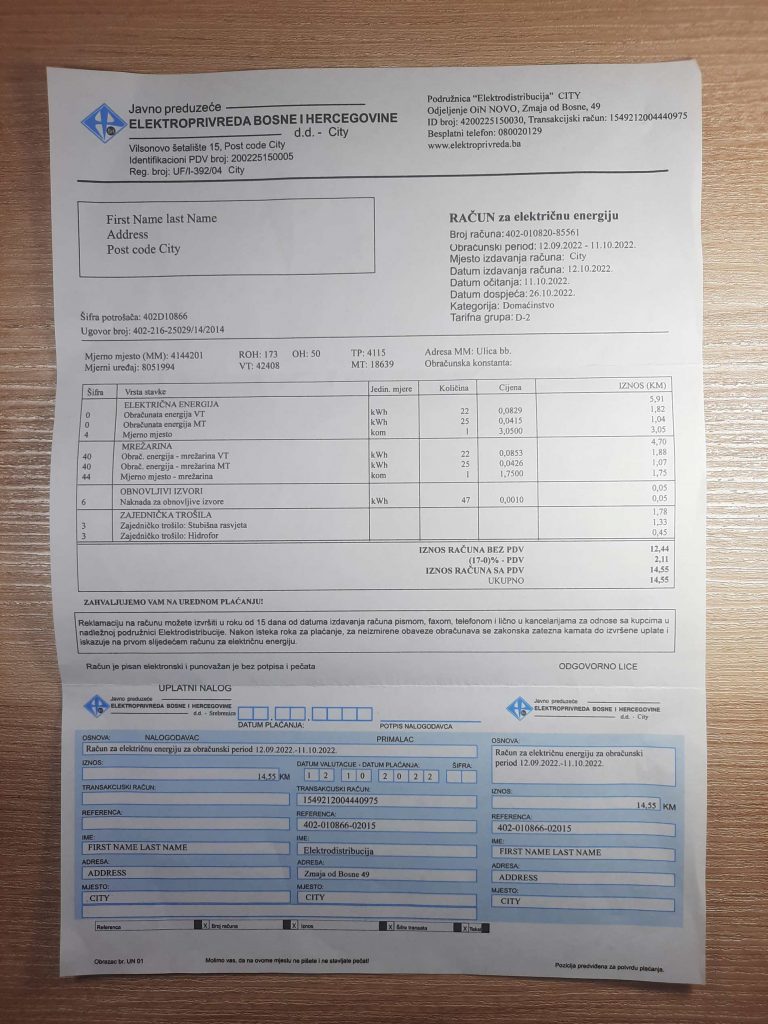 Javno preduzeće
ELEKTROPRIVREDA BOSNE I HERCEGOVINE
d.d. - City
Vilsonovo šetalište 15, Post code City
Identifikacioni PDV broj: 200225150005
Reg. broj: UF/I-392/04 City
Podružnica "Elektrodistribucija" CITY
Odjeljenje OiN NOVO, Zmaja od Bosne, 49
ID broj: 4200225150030, Transakcijski račun: 1549212004440975
Besplatni telefon: 080020129
www.elektroprivreda.ba
First Name last Name
Address
Post code City
RAČUN za električnu energiju
Broj računa: 402-010820-85561
Obračunski period: 12.09.2022 - 11.10.2022.
Mjesto izdavanja računa: City
Datum izdavanja računa: 12.10.2022.
Datum očitanja: 11.10.2022.
Datum dospjeća: 26.10.2022.
Kategorija: Domaćinstvo
Tarifna grupa: D-2
Šifra potrošača: 402D10866
Ugovor broj: 402-216-25029/14/2014
Mjerno mjesto (MM): 4144201 ROH: 173 OH: 50 TP: 4115 Adresa MM: Ulica bb.
Mjerni uređaj: 8051994 VT: 42408 MT: 18639 Obračunska konstanta:
Šifra Vrsta stavke Jedin. mjere Količina Cijena IZNOS (KM)
ELEKTRIČNA ENERGIJA 5,91
0 Obračunata energija VT kWh 22 0,0829 1,82
0 Obračunata energija MT kWh 25 0,0415 1,04
4 Mjerno mjesto kom 1 3,0500 3,05
MREŽARINA 4,70
40 Obrač. energija - mrežarina VT kWh 22 0,0853 1,88
40 Obrač. energija - mrežarina MT kWh 25 0,0426 1,07
44 Mjerno mjesto - mrežarina kom 1 1,7500 1,75
OBNOVLJIVI IZVORI 0,05
6 Naknada za obnovljive izvore kWh 47 0,0010 0,05
ZAJEDNIČKA TROŠILA 1,78
3 Zajedničko trošilo: Stubišna rasvjeta 1,33
3 Zajedničko trošilo: Hidrofor 0,45
IZNOS RAČUNA BEZ PDV 12,44
(17-0)% - PDV 2,11
IZNOS RAČUNA SA PDV 14,55
UKUPNO 14,55
ZAHVALJUJEMO VAM NA UREDNOM PLAĆANJU!
Reklamaciju na računu možete izvršiti u roku od 15 dana od datuma izdavanja računa pismom, faxom, telefonom i lično u kancelarijama za odnose sa kupcima u
nadležnoj podružnici Elektrodistribucije. Nakon isteka roka za plaćanje, za neizmirene obaveze obračunava se zakonska zatezna kamata do izvršene uplate i
iskazuje na prvom slijedećem računu za električnu energiju.
Račun je pisan elektronski i punovažan je bez potpisa i pečata ODGOVORNO LICE
UPLATNI NALOG
Javno preduzeće
ELEKTROPRIVREDA BOSNE I HERCEGOVINE
d.d. - Srebrenica
DATUM PLAĆANJA: POTPIS NALOGODAVCA
OSNOVA: NALOGODAVAC PRIMALAC
Račun za električnu energiju za obračunski period 12.09.2022.-11.10.2022.
IZNOS: DATUM VALUTACIJE - DATUM PLAĆANJA: ŠIFRA:
14,55 KM 1 2 1 0 2 0 2 2
TRANSAKCIJSKI RAČUN: TRANSAKCIJSKI RAČUN:
1549212004440975
REFERENCA: REFERENCA:
402-010866-02015
IME: IME:
FIRST NAME LAST NAME Elektrodistribucija
ADRESA: ADRESA:
ADDRESS Zmaja od Bosne 49
MJESTO: MJESTO:
CITY CITY
Javno preduzeće
ELEKTROPRIVREDA BOSNE I HERCEGOVINE
d.d. - City
OSNOVA:
Račun za električnu energiju za obračunski
period 12.09.2022.-11.10.2022.
IZNOS:
14,55 KM
REFERENCA:
402-010866-02015
IME:
FIRST NAME LAST NAME
ADRESA:
ADDRESS
MJESTO:
CITY
Referenca X Broj računa X Iznos X Šifra transakta X Tekst
Obrazac br. UN 01 Molimo vas, da na ovome mjestu ne pišete i ne stavljate pečat! Pozicija predviđena za potvrdu plaćanja.